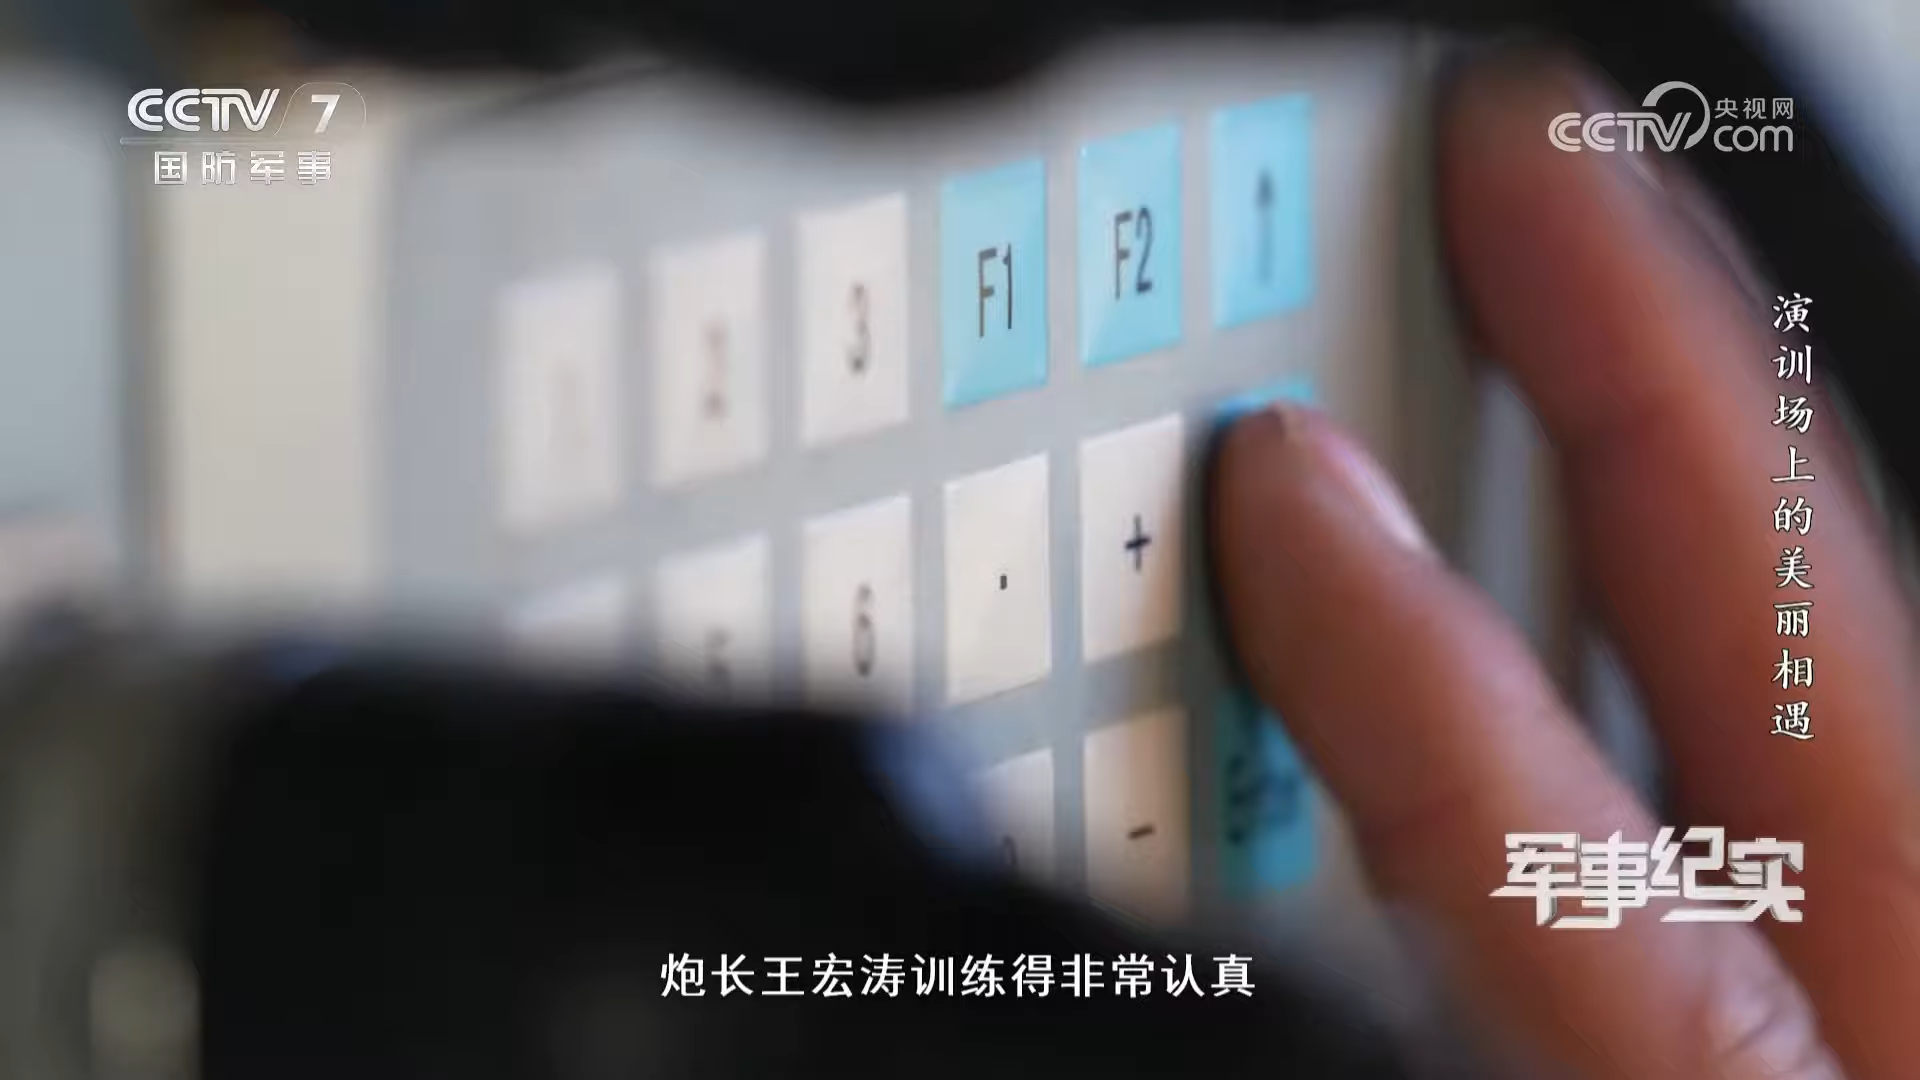 CCTV 7
国防军事
央视网
CCTV.com
演训场上的美丽相遇
F1
F2
↑
2
3
5
6
.
+
-
军事纪实
炮长王宏涛训练得非常认真